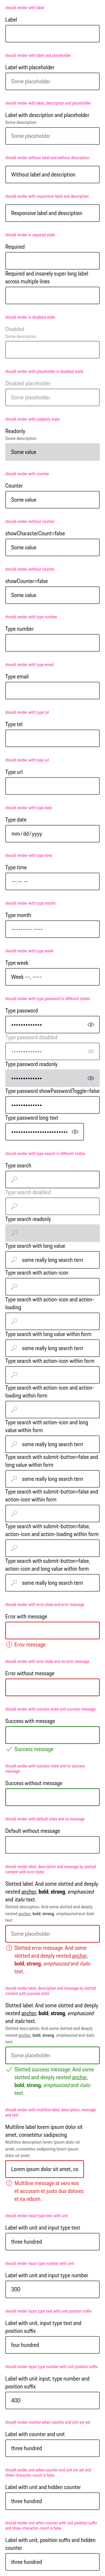 should render with label
Label
should render with label and placeholder
Label with placeholder
Some placeholder
should render with label, description and placeholder
Label with description and placeholder
Some description
Some placeholder
should render without label and without description
Without label and desription
should render with responsive label and description
Responsive label and description
should render in required state
Required
Required and insanely super long label
across multiple lines
should render in disabled state
Disabled
Some description
should render with placeholder in disabled state
Disabled placeholder
Some placeholder
should render with readonly state
Readonly
Some description
Some value
should render with counter
Counter
Some value
should render without counter
showCharacterCount=false
Some value
should render without counter
showCounter=false
Some value
should render with type number
Type number
should render with type email
Type email
should render with type tel
Type tel
should render with type url
Type url
should render with type date
Type date
mm/dd/yyyy
should render with type time
Type time
--:-- --
should render with type month
Type month
--------- ----
should render with type week
Type week
Week --, ----
should render with type password in different states
Type password
••••••••••••••
Type password disabled
••••••••••••••
Type password readonly
••••••••••••••
Type password showPasswordToggle=false
••••••••••••••
Type password long text
should render with type search in different states
Type search
Type search disabled
Type search readonly
Type search with long value
some really long search term
Type search with action-icon
Type search with action-icon and action-
loading
Type search with long value within form
some really long search term
Type search with action-icon within form
Type search with action-icon and action-
loading within form
Type search with action-icon and long
value within form
some really long search term
Type search with submit-button=false and
long value within form
some really long search term
Type search with submit-button=false and
action-icon within form
Type search with submit-button=false,
action-icon and action-loading within form
Type search with submit-button=false,
action-icon and long value within form
some really long search term
should render with error state and error message
Error with message
Error message
should render with error state and no error message
Error without message
should render with success state and success message
Success with message
Success message
should render with success state and no success
message
Success without message
should render with default state and no message
Default without message
should render label, description and message by slotted
content with error state
Slotted label. And some slotted and deeply
nested anchor, bold, strong, emphasized
and italic text.
Slotted description. And some slotted and deeply
nested anchor, bold, strong, emphasized and italic
text.
Some placeholder
Slotted error message. And some
slotted and deeply nested anchor,
bold, strong, emphasized and italic
text.
should render label, description and message by slotted
content with success state
Slotted label. And some slotted and deeply
nested anchor, bold, strong, emphasized
and italic text.
Slotted description. And some slotted and deeply
nested anchor, bold, strong, emphasized and italic
text.
Some placeholder
Slotted success message. And some
slotted and deeply nested anchor,
bold, strong, emphasized and italic
text.
should render with multiline label, description, message
and text
Multiline label lorem ipsum dolor sit
amet, consetetur sadipscing
Multiline description lorem ipsum dolor sit
amet, consetetur sadipscing lorem ipsum
dolor sit amet
Lorem ipsum dolor sit amet, co
Mutiline message at vero eos
et accusam et justo duo dolores
et ea rebum.
should render input type text with unit
Label with unit and input type text
three hundred
should render input type number with unit
Label with unit and input type number
300
should render input type text with unit position suffix
Label with unit, input type text and
position suffix
four hundred
should render input type number with unit position suffix
Label with unit and input type, number and
position suffix
400
should render counter when counter and unit are set
Label with counter and unit
three hundred
should render unit when counter and unit are set and
show-character-count is false
Label with unit and hidden counter
three hundred
should render unit when counter with unit position suffix
and show-character-count is false
Label with unit, position suffix and hidden
counter
three hundred